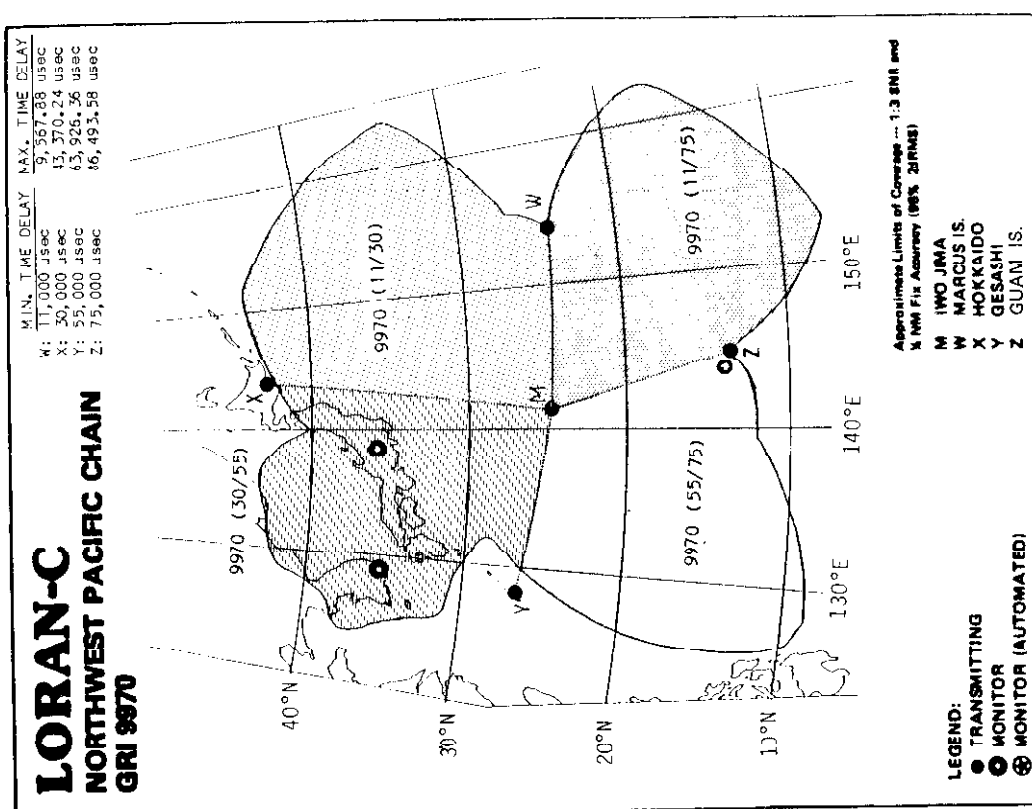 LORAN-C
NORTHWEST PACIFIC CHAIN
GRI 9970
MIN. TIME DELAY MAX. TIME DELAY
W: 11,000 usec 9,567.88 usec
X: 30,000 usec 43,370.24 usec
Y: 55,000 usec 63,926.36 usec
Z: 75,000 usec 86,493.58 usec
9970 (30/55)
9970 (11/30)
X
40°N
30°N
20°N
10°N
Y
M
W
Z
9970 (55/75)
9970 (11/75)
130°E
140°E
150°E
LEGEND:
● TRANSMITTING
MONITOR
MONITOR (AUTOMATED)
Approximate Limits of Coverage -- 1:3 SNR and
¼ NM Fix Accuracy (95% 2dRMS)
M IWO JIMA
W MARCUS IS.
X HOKKAIDO
Y GESASHI
Z GUAM IS.